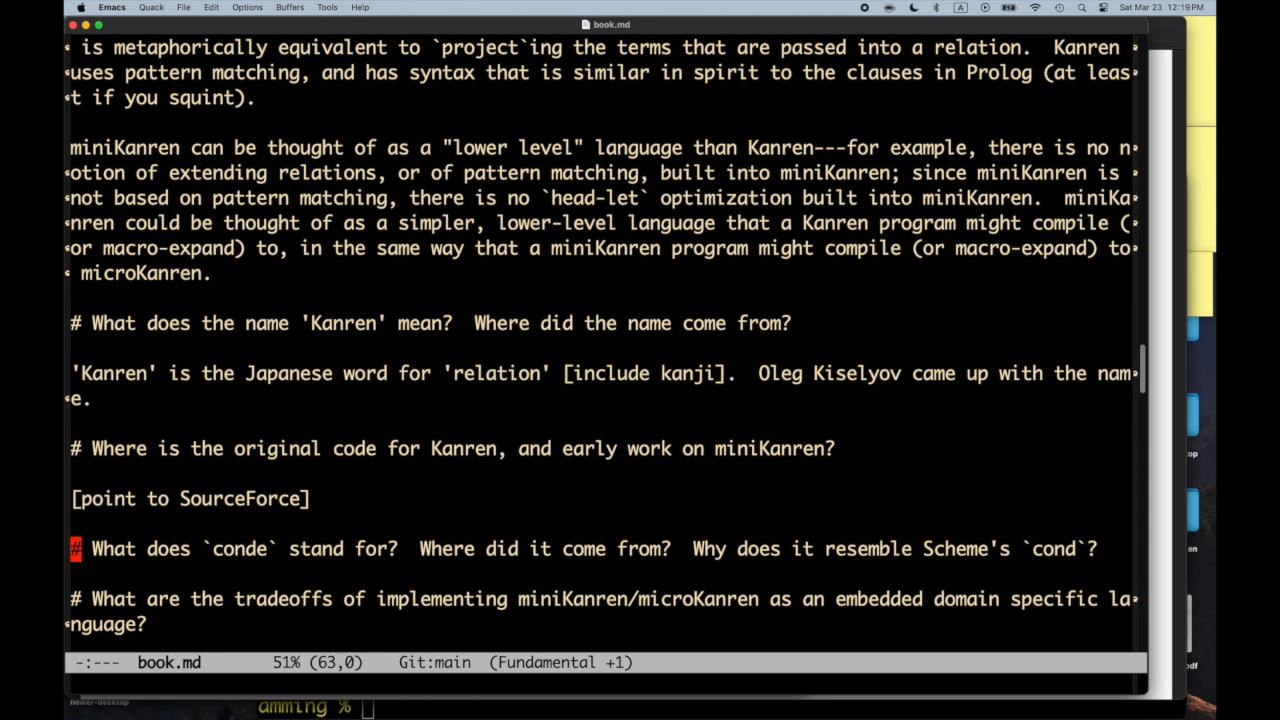 Emacs Quack File Edit Options Buffers Tools Help
Sat Mar 23 12:19 PM
book.md
is metaphorically equivalent to `project`ing the terms that are passed into a relation.  Kanren
uses pattern matching, and has syntax that is similar in spirit to the clauses in Prolog (at leas
t if you squint).
miniKanren can be thought of as a "lower level" language than Kanren---for example, there is no n
otion of extending relations, or of pattern matching, built into miniKanren; since miniKanren is
not based on pattern matching, there is no `head-let` optimization built into miniKanren.  miniKa
nren could be thought of as a simpler, lower-level language that a Kanren program might compile (
or macro-expand) to, in the same way that a miniKanren program might compile (or macro-expand) to
microKanren.
# What does the name 'Kanren' mean?  Where did the name come from?
'Kanren' is the Japanese word for 'relation' [include kanji].  Oleg Kiselyov came up with the nam
e.
# Where is the original code for Kanren, and early work on miniKanren?
[point to SourceForce]
# What does `conde` stand for?  Where did it come from?  Why does it resemble Scheme's `cond`?
# What are the tradeoffs of implementing miniKanren/microKanren as an embedded domain specific la
nguage?
-:--- book.md 51% (63,0) Git:main (Fundamental +1)
newer-desktop
amming %
top
en
pdf